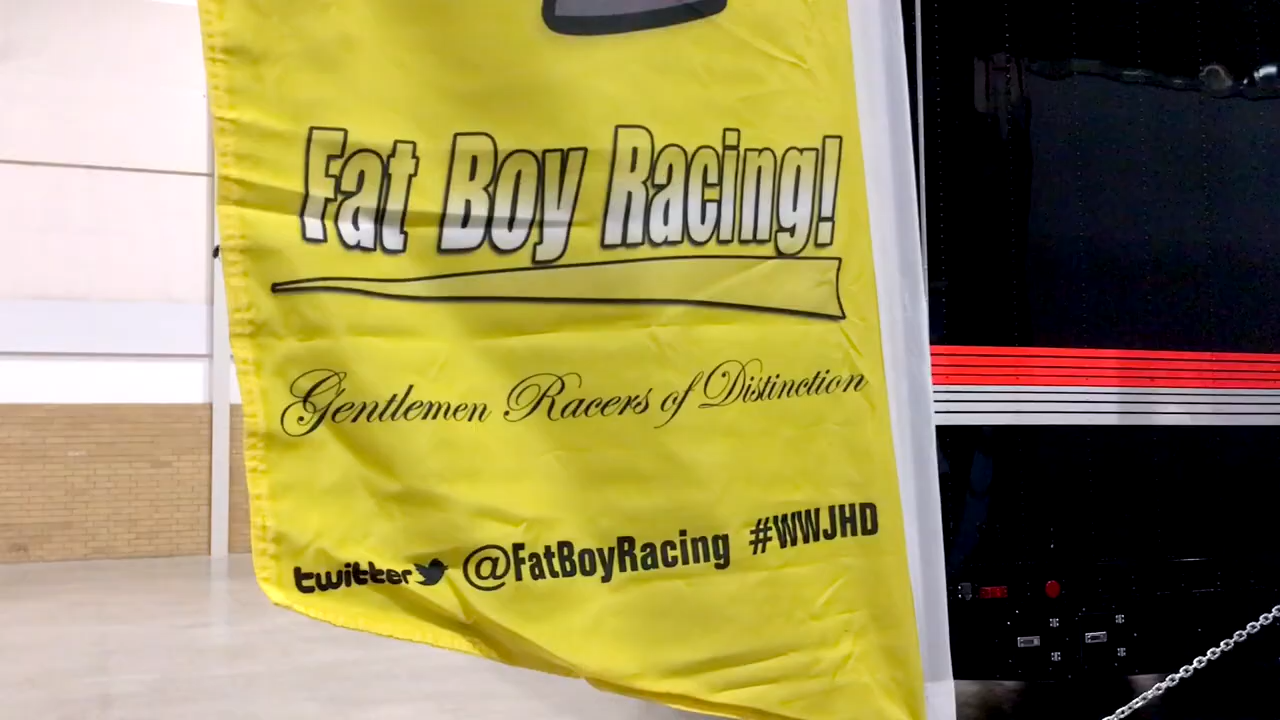 Fat Boy Racing!
Gentlemen Racers of Distinction
twitter @FatBoyRacing #WWJHD